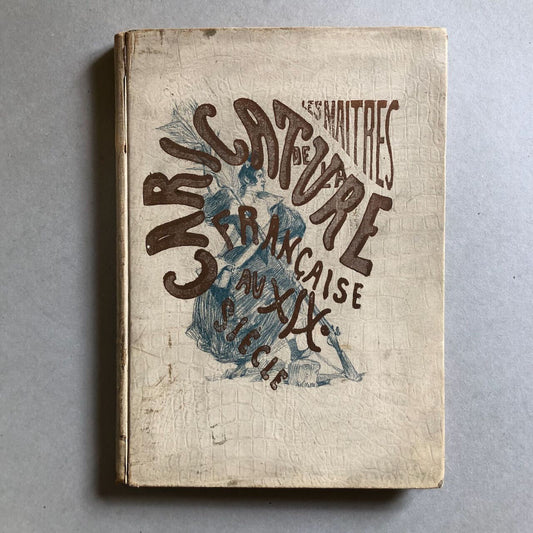 LES MAITRES
DE LA
CARICATURE
FRANÇAISE
AU XIX.
SIÈCLE